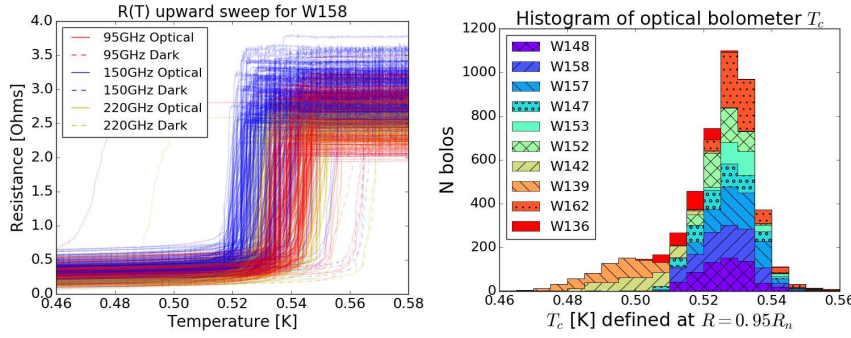 R(T) upward sweep for W158
4.0
3.5
3.0
2.5
2.0
1.5
1.0
0.5
0.0
Resistance [Ohms]
95GHz Optical
95GHz Dark
150GHz Optical
150GHz Dark
220GHz Optical
220GHz Dark
0.46 0.48 0.50 0.52 0.54 0.56 0.58
Temperature [K]
Histogram of optical bolometer T_c
1200
1000
800
600
400
200
0
N bolos
W148
W158
W157
W147
W153
W152
W142
W139
W162
W136
0.46 0.48 0.50 0.52 0.54 0.56 0.58
T_c [K] defined at R = 0.95R_n